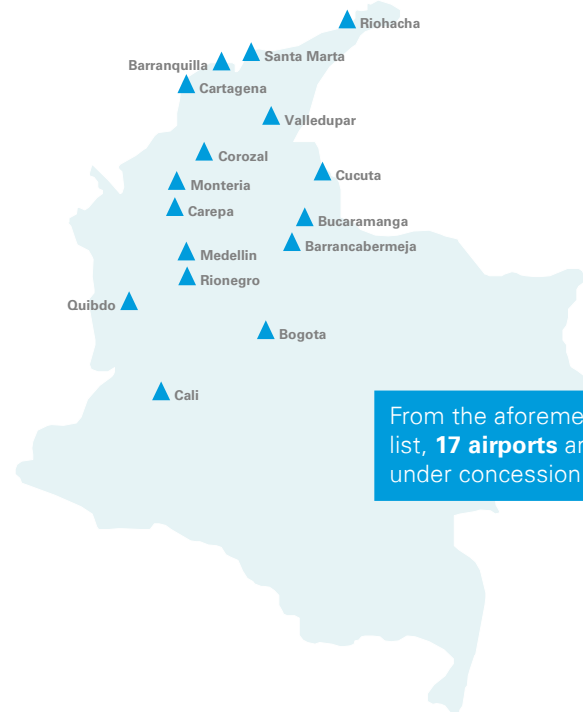 Riohacha
Santa Marta
Barranquilla
Cartagena
Valledupar
Corozal
Cucuta
Monteria
Carepa
Bucaramanga
Barrancabermeja
Medellin
Rionegro
Quibdo
Bogota
Cali
From the
list, 17 airports
under concession